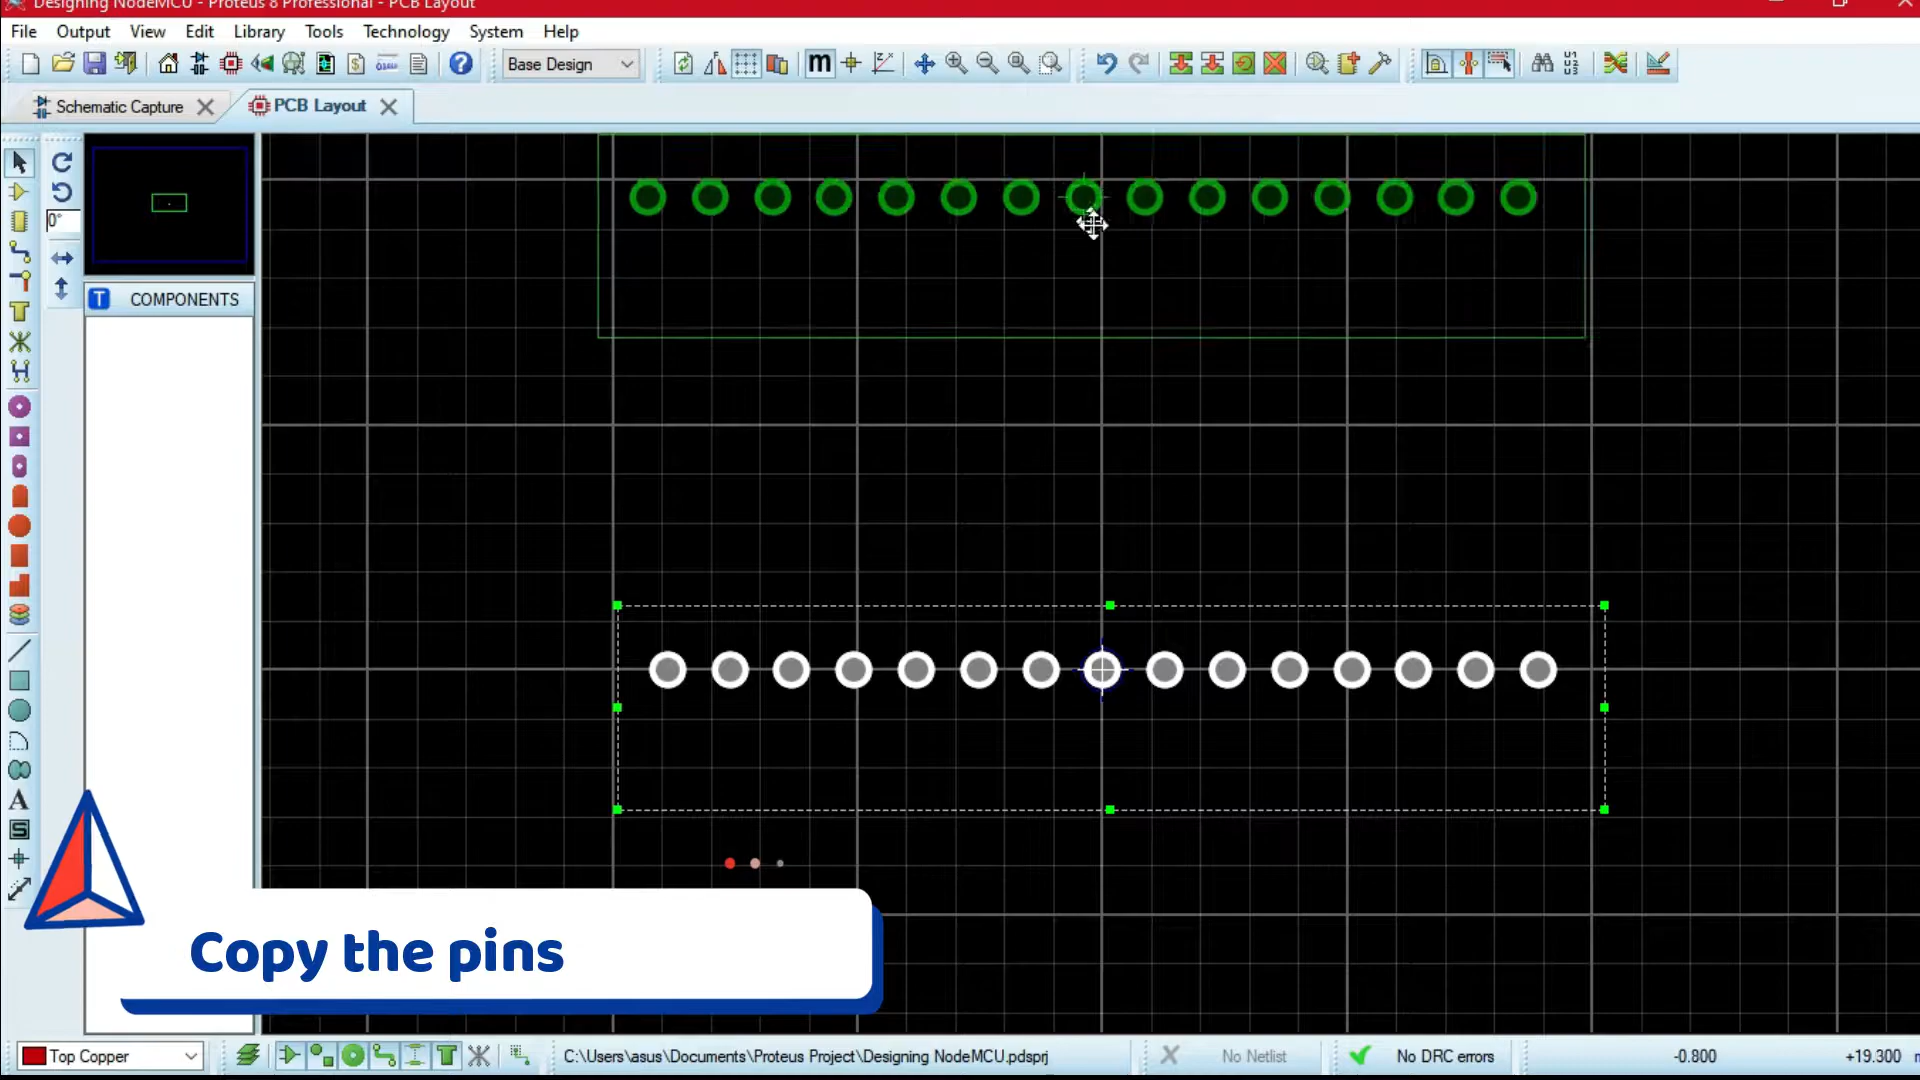 Designing NodeMCU - Proteus 8 Professional - PCB Layout
File Output View Library Tools Technology System Help Edit
Base Design
m
Schematic Capture PCB Layout
0°
T COMPONENTS
A
S
Copy the pins
Top Copper
C:\Users\asus\Documents\Proteus Project\Designing NodeMCU.pdsprj
No Netlist
No DRC errors
-0.800
+19.300